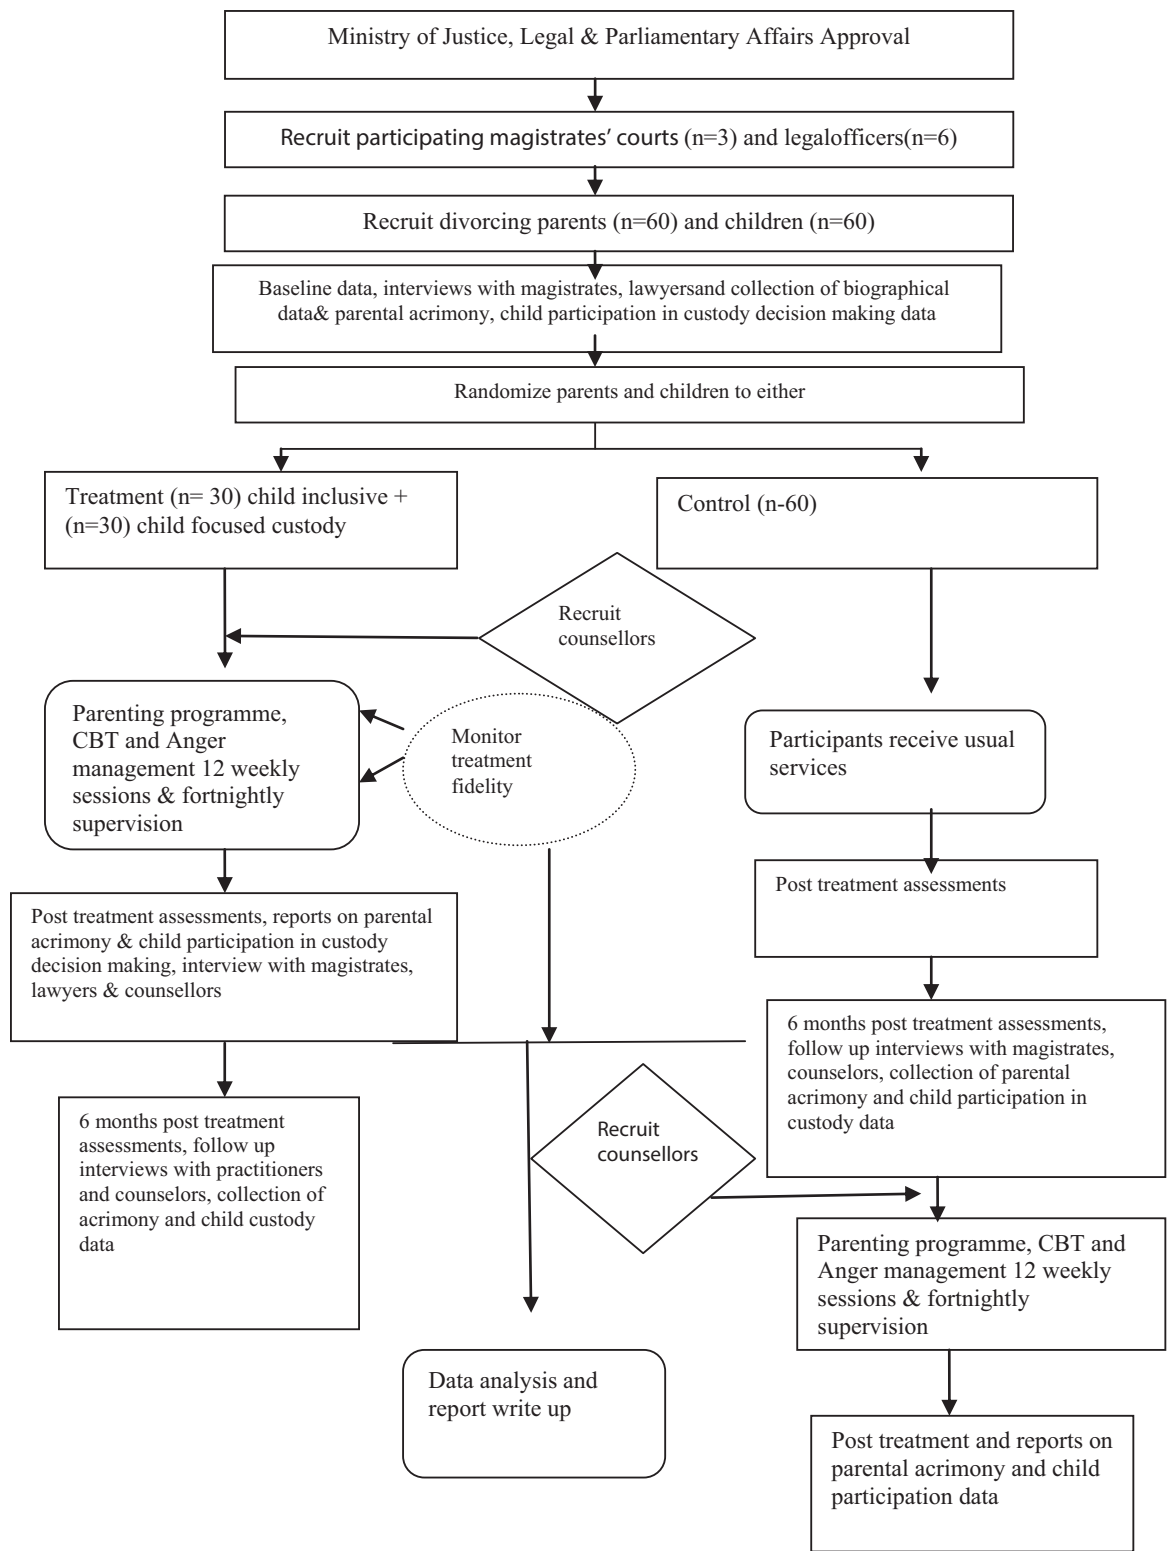 Ministry of Justice, Legal & Parliamentary Affairs Approval
Recruit participating magistrates' courts (n=3) and legalofficers(n=6)
Recruit divorcing parents (n=60) and children (n=60)
Baseline data, interviews with magistrates, lawyersand collection of biographical
data& parental acrimony, child participation in custody decision making data
Randomize parents and children to either
Treatment (n= 30) child inclusive +
(n=30) child focused custody
Control (n-60)
Recruit
counsellors
Parenting programme,
CBT and Anger
management 12 weekly
sessions & fortnightly
supervision
Monitor
treatment
fidelity
Participants receive usual
services
Post treatment assessments
Post treatment assessments, reports on parental
acrimony & child participation in custody
decision making, interview with magistrates,
lawyers & counsellors
6 months post treatment assessments,
follow up interviews with magistrates,
counselors, collection of parental
acrimony and child participation in
custody data
6 months post treatment
assessments, follow up
interviews with practitioners
and counselors, collection of
acrimony and child custody
data
Recruit
counsellors
Parenting programme, CBT and
Anger management 12 weekly
sessions & fortnightly
supervision
Data analysis and
report write up
Post treatment and reports on
parental acrimony and child
participation data